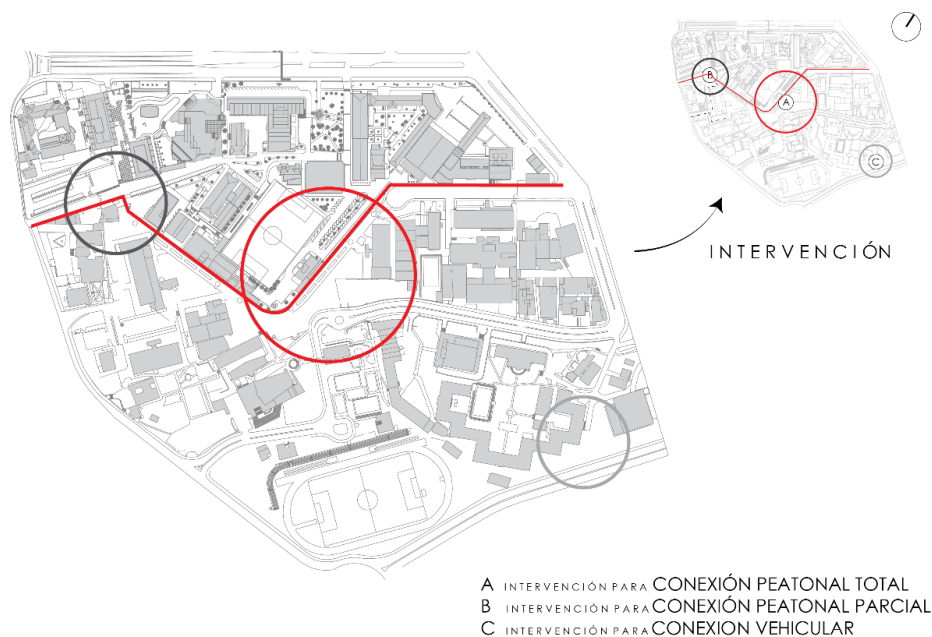 B
A
C
INTERVENCIÓN
A INTERVENCIÓN PARA CONEXIÓN PEATONAL TOTAL
B INTERVENCIÓN PARA CONEXIÓN PEATONAL PARCIAL
C INTERVENCIÓN PARA CONEXION VEHICULAR